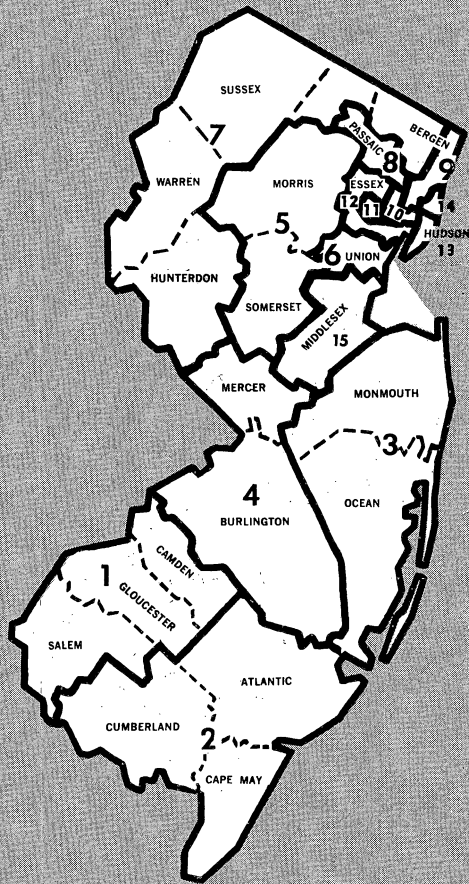 SUSSEX
BERGEN
PASSAIC
7
8
9
WARREN
MORRIS
ESSEX
12
11
10
14
HUDSON
13
5
6
UNION
HUNTERDON
SOMERSET
MIDDLESEX
15
MERCER
MONMOUTH
3
4
BURLINGTON
OCEAN
CAMDEN
1
GLOUCESTER
SALEM
ATLANTIC
CUMBERLAND
2
CAPE MAY